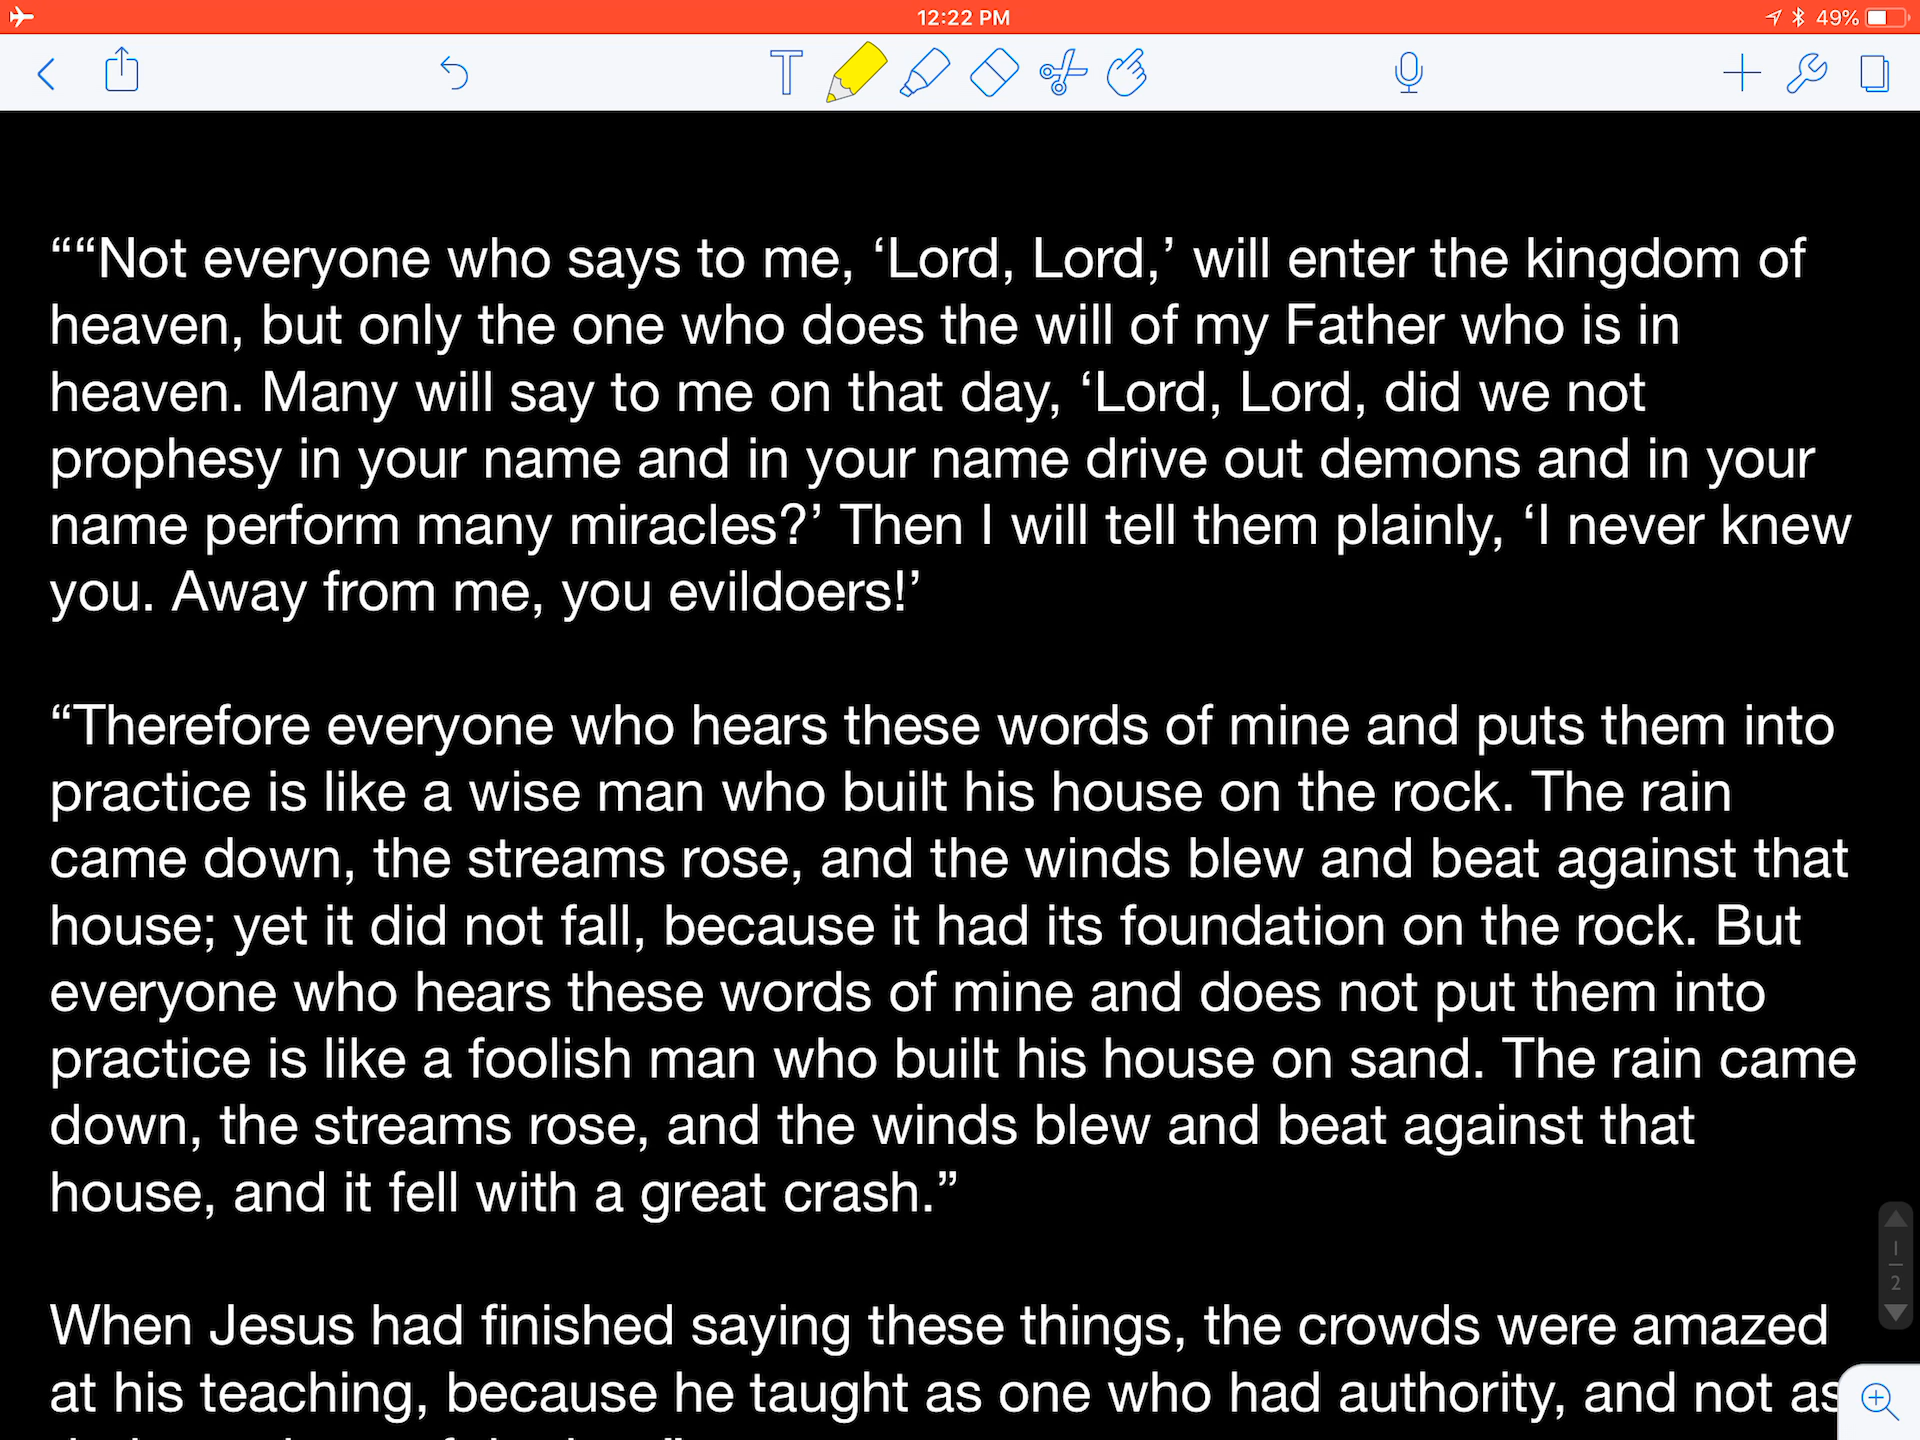 12:22 PM
49%
T
““Not everyone who says to me, ‘Lord, Lord,’ will enter the kingdom of
heaven, but only the one who does the will of my Father who is in
heaven. Many will say to me on that day, ‘Lord, Lord, did we not
prophesy in your name and in your name drive out demons and in your
name perform many miracles?’ Then I will tell them plainly, ‘I never knew
you. Away from me, you evildoers!’
“Therefore everyone who hears these words of mine and puts them into
practice is like a wise man who built his house on the rock. The rain
came down, the streams rose, and the winds blew and beat against that
house; yet it did not fall, because it had its foundation on the rock. But
everyone who hears these words of mine and does not put them into
practice is like a foolish man who built his house on sand. The rain came
down, the streams rose, and the winds blew and beat against that
house, and it fell with a great crash.”
1
2
When Jesus had finished saying these things, the crowds were amazed
at his teaching, because he taught as one who had authority, and not as